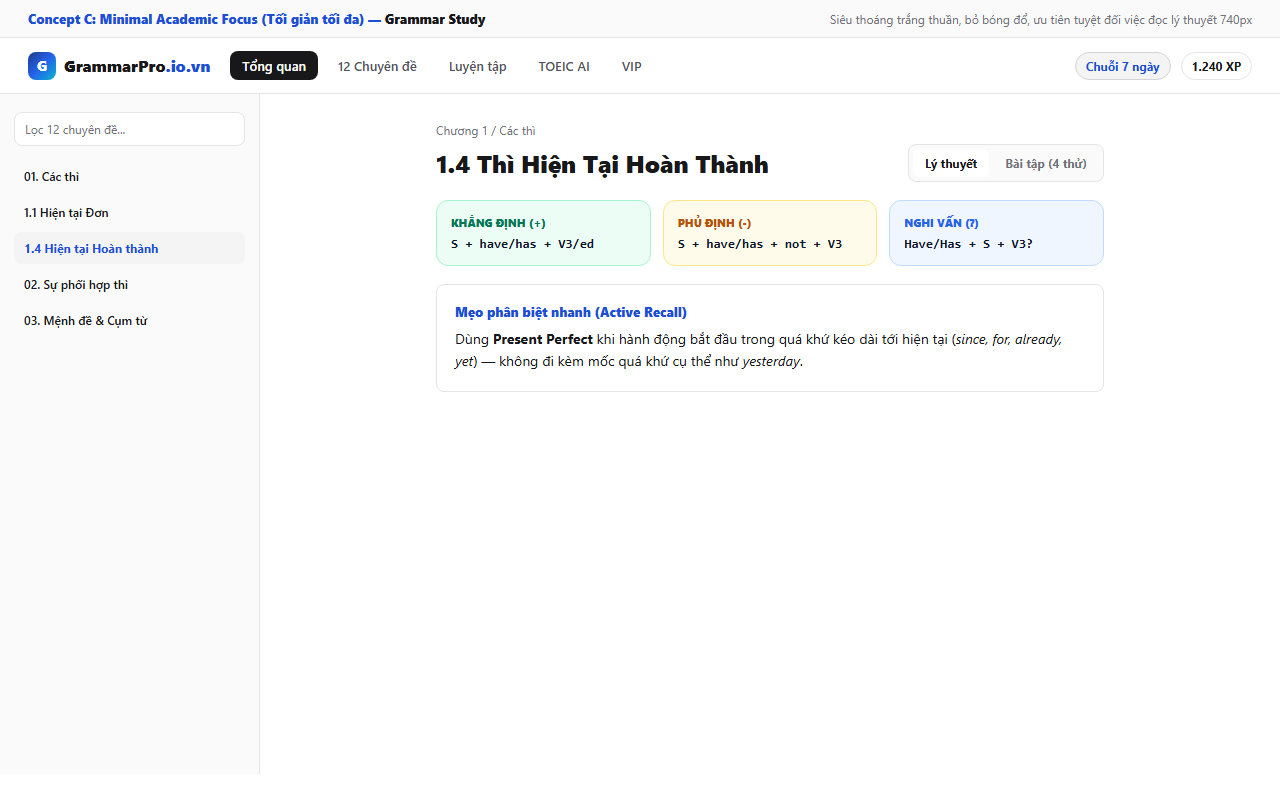 Concept C: Minimal Academic Focus (Tối giản tối đa) — Grammar Study
Siêu thoáng trắng thuần, bỏ bóng đổ, ưu tiên tuyệt đối việc đọc lý thuyết 740px
G GrammarPro.io.vn
Tổng quan
12 Chuyên đề
Luyện tập
TOEIC AI
VIP
Chuỗi 7 ngày
1.240 XP
Lọc 12 chuyên đề...
01. Các thì
1.1 Hiện tại Đơn
1.4 Hiện tại Hoàn thành
02. Sự phối hợp thì
03. Mệnh đề & Cụm từ
Chương 1 / Các thì
1.4 Thì Hiện Tại Hoàn Thành
Lý thuyết
Bài tập (4 thử)
KHẲNG ĐỊNH (+)
S + have/has + V3/ed
PHỦ ĐỊNH (-)
S + have/has + not + V3
NGHI VẤN (?)
Have/Has + S + V3?
Mẹo phân biệt nhanh (Active Recall)
Dùng Present Perfect khi hành động bắt đầu trong quá khứ kéo dài tới hiện tại (since, for, already,
yet) — không đi kèm mốc quá khứ cụ thể như yesterday.